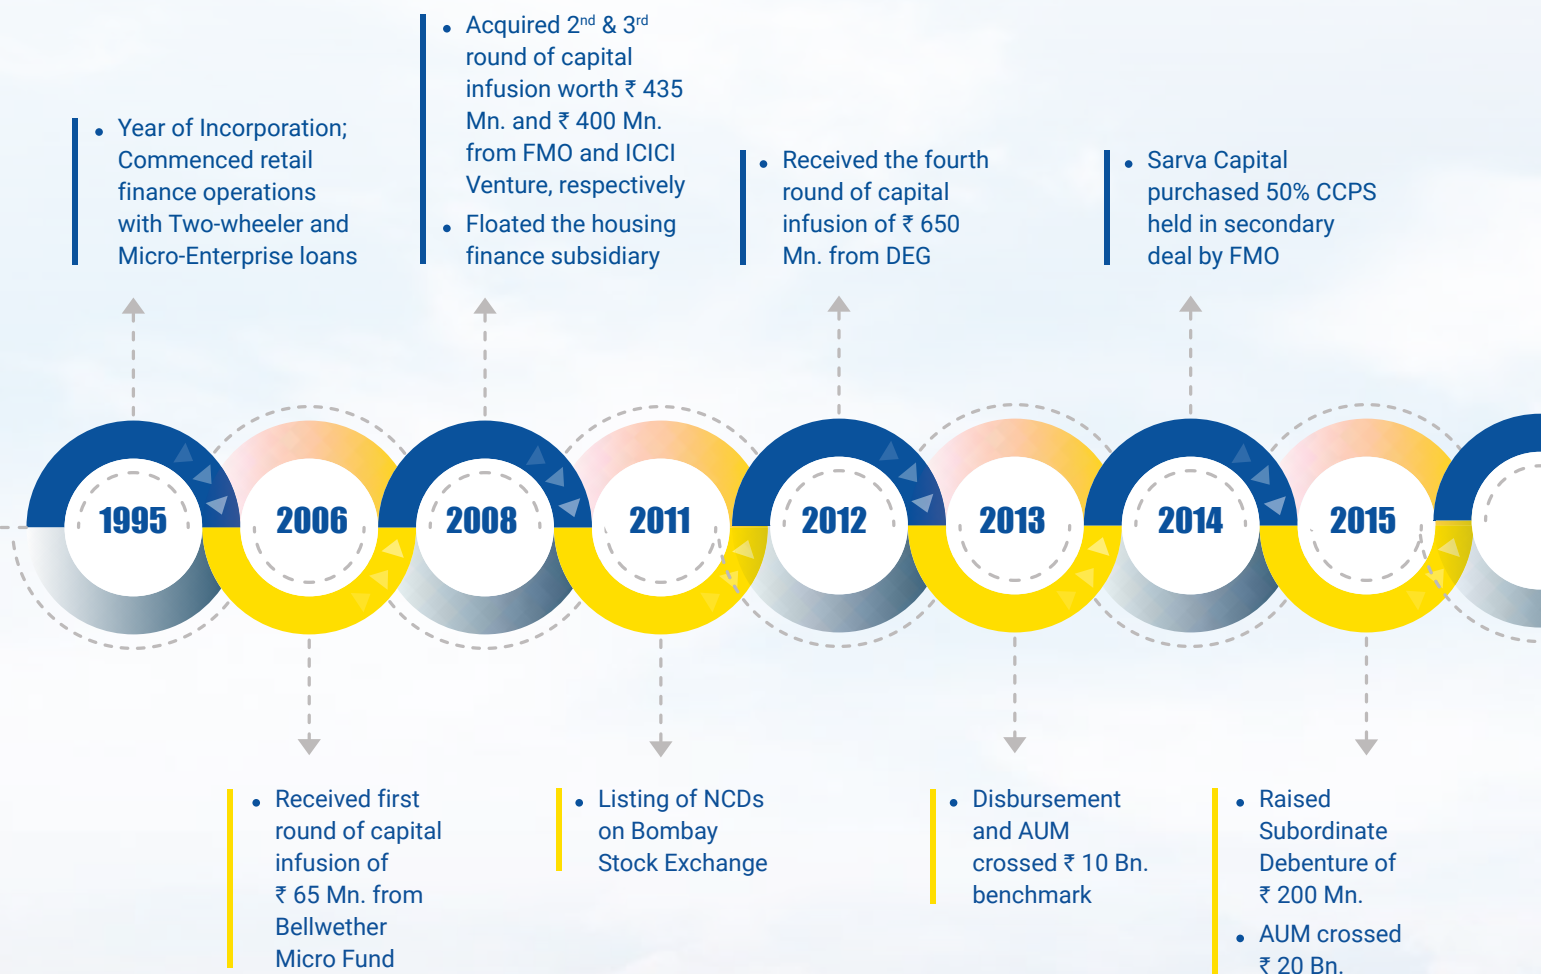 • Year of Incorporation;
Commenced retail
finance operations
with Two-wheeler and
Micro-Enterprise loans
• Acquired 2nd & 3rd
round of capital
infusion worth ₹ 435
Mn. and ₹ 400 Mn.
from FMO and ICICI
Venture, respectively
• Floated the housing
finance subsidiary
• Received the fourth
round of capital
infusion of ₹ 650
Mn. from DEG
• Sarva Capital
purchased 50% CCPS
held in secondary
deal by FMO
1995
2006
2008
2011
2012
2013
2014
2015
• Received first
round of capital
infusion of
₹ 65 Mn. from
Bellwether
Micro Fund
• Listing of NCDs
on Bombay
Stock Exchange
• Disbursement
and AUM
crossed ₹ 10 Bn.
benchmark
• Raised
Subordinate
Debenture of
₹ 200 Mn.
• AUM crossed
₹ 20 Bn.